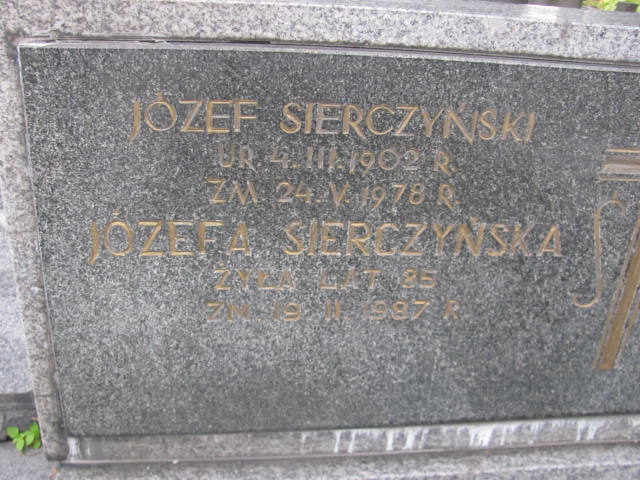 JÓZEF SIERCZYŃSKI
UR 4.III.1902 R.
ZM 24.V.1978 R.
JÓZEFA SIERCZYŃSKA
ŻYŁA LAT 85
ZM. 19 II 1987 R.